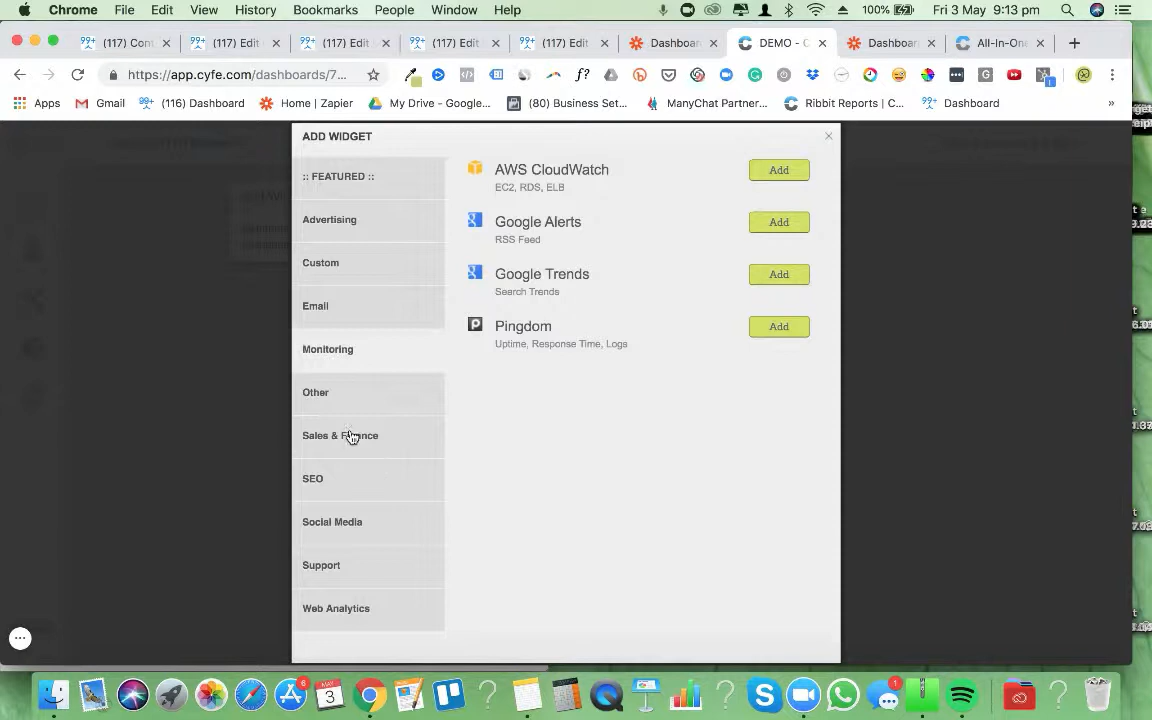 Chrome File Edit View History Bookmarks People Window Help 100% Fri 3 May 9:13 pm
(117) Con (117) Edit (117) Edit (117) Edit (117) Edit Dashboar DEMO - C Dashboar All-In-One
https://app.cyfe.com/dashboards/7...
Apps Gmail (116) Dashboard Home | Zapier My Drive - Google... (80) Business Set... ManyChat Partner... Ribbit Reports | C... Dashboard »
ADD WIDGET
:: FEATURED ::
Advertising
Custom
Email
Monitoring
Other
Sales & Finance
SEO
Social Media
Support
Web Analytics
AWS CloudWatch Add
EC2, RDS, ELB
Google Alerts Add
RSS Feed
Google Trends Add
Search Trends
Pingdom Add
Uptime, Response Time, Logs